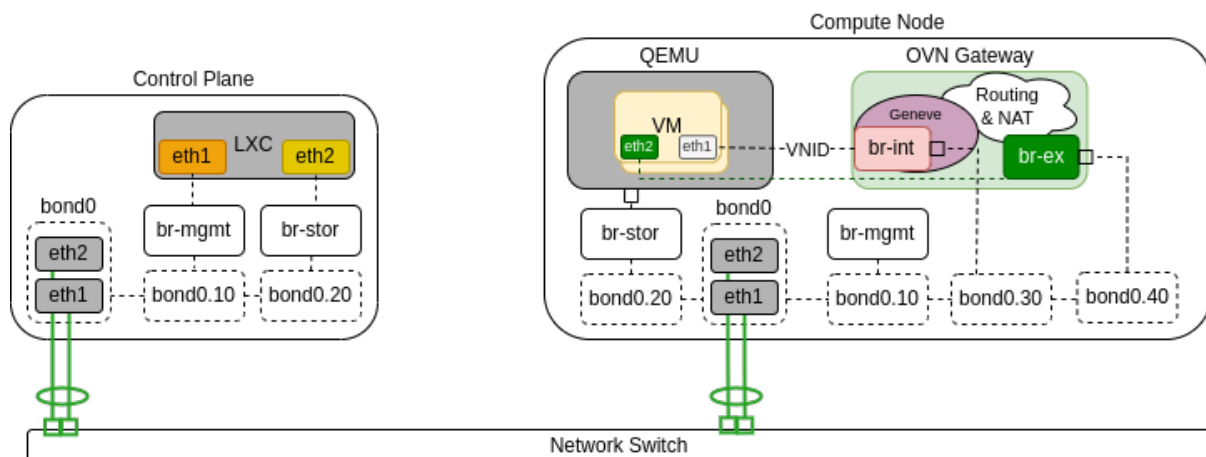 Compute Node
Control Plane
QEMU
OVN Gateway
LXC
eth1
eth2
VM
eth2
eth1
VNID
Geneve
Routing
& NAT
br-int
br-ex
bond0
eth2
eth1
br-mgmt
br-stor
bond0.10
bond0.20
br-stor
bond0.20
bond0
eth2
eth1
br-mgmt
bond0.10
bond0.30
bond0.40
Network Switch